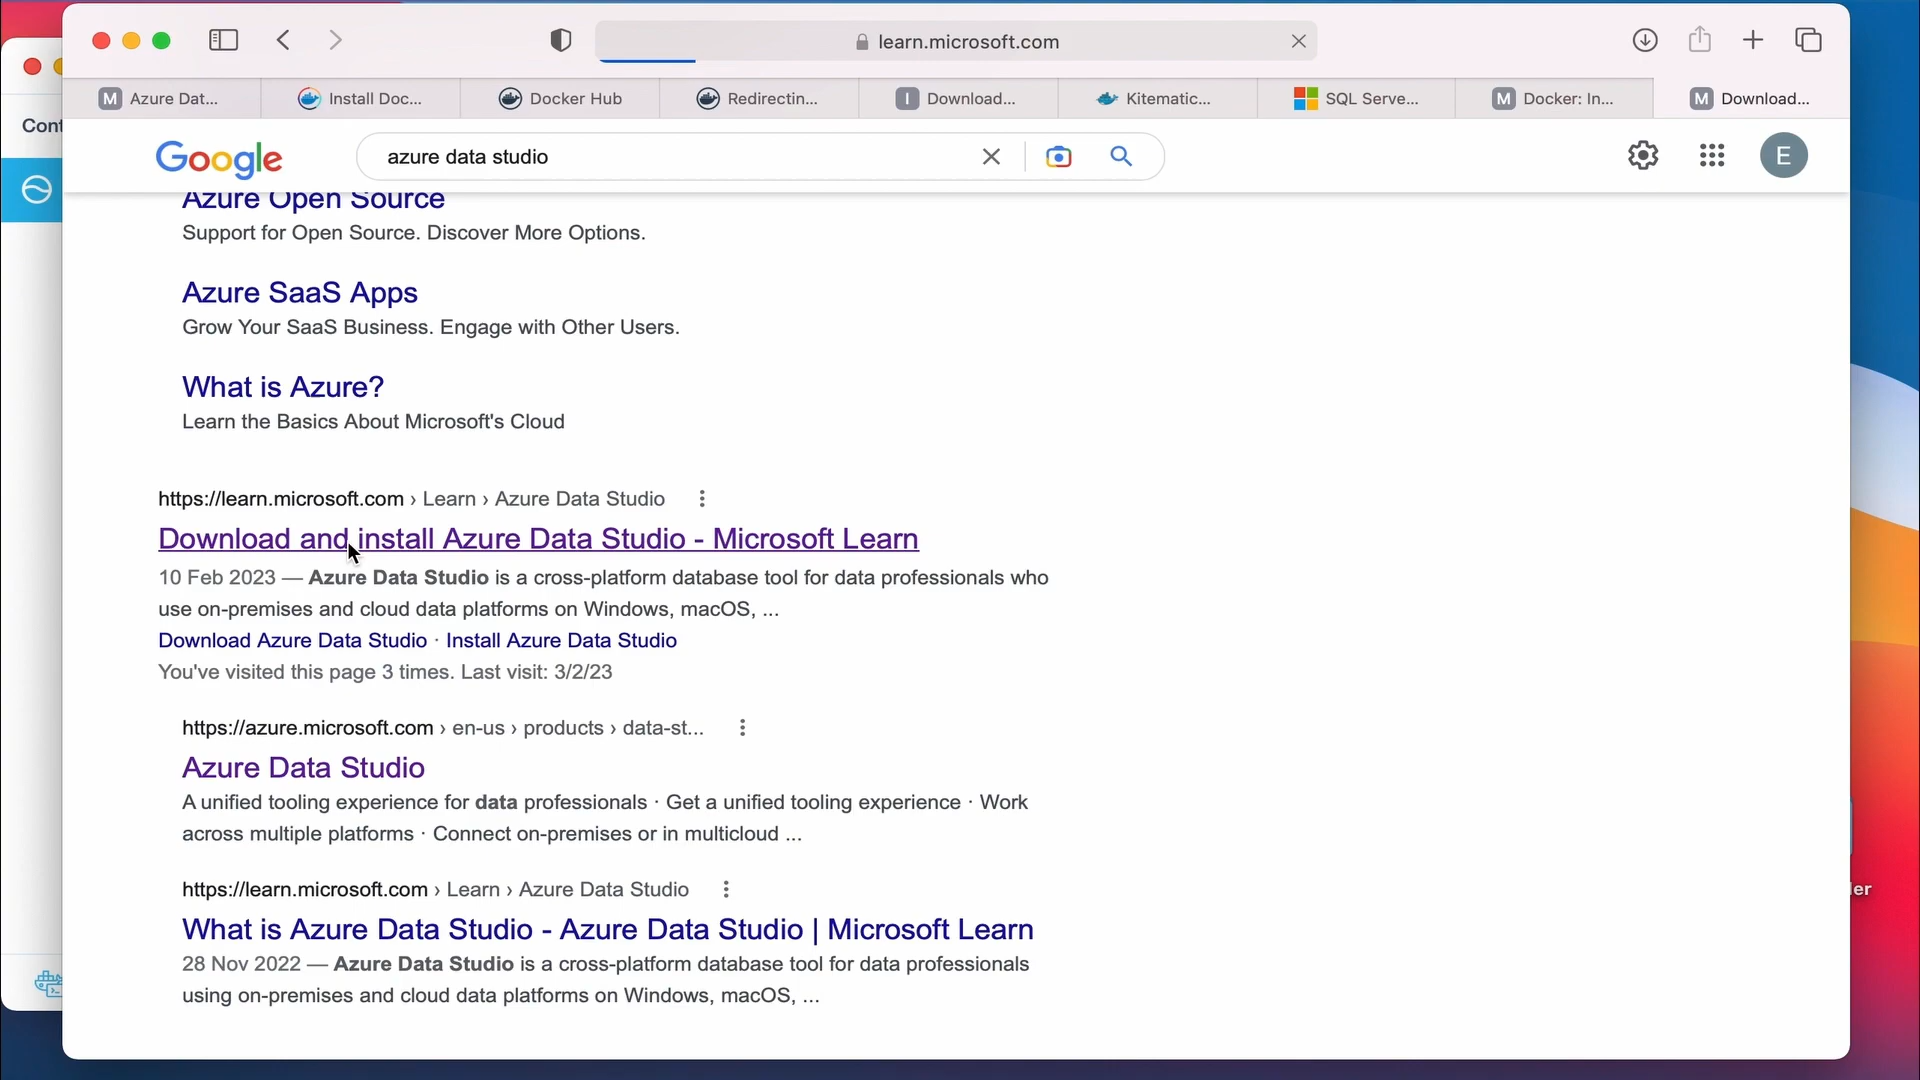 learn.microsoft.com
M Azure Dat...
Install Doc...
Docker Hub
Redirectin...
I Download...
Kitematic...
SQL Serve...
M Docker: In...
M Download...
Cont
Google
azure data studio
E
Azure Open Source
Support for Open Source. Discover More Options.
Azure SaaS Apps
Grow Your SaaS Business. Engage with Other Users.
What is Azure?
Learn the Basics About Microsoft's Cloud
https://learn.microsoft.com › Learn › Azure Data Studio
Download and install Azure Data Studio - Microsoft Learn
10 Feb 2023 — Azure Data Studio is a cross-platform database tool for data professionals who
use on-premises and cloud data platforms on Windows, macOS, ...
Download Azure Data Studio · Install Azure Data Studio
You've visited this page 3 times. Last visit: 3/2/23
https://azure.microsoft.com › en-us › products › data-st...
Azure Data Studio
A unified tooling experience for data professionals · Get a unified tooling experience · Work
across multiple platforms · Connect on-premises or in multicloud ...
https://learn.microsoft.com › Learn › Azure Data Studio
ler
What is Azure Data Studio - Azure Data Studio | Microsoft Learn
28 Nov 2022 — Azure Data Studio is a cross-platform database tool for data professionals
using on-premises and cloud data platforms on Windows, macOS, ...